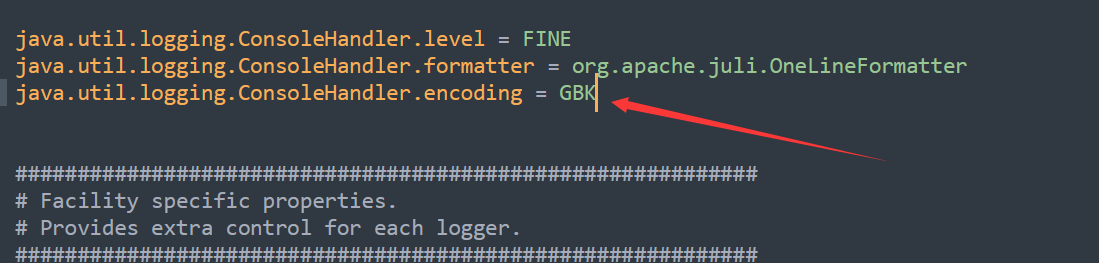 java.util.logging.ConsoleHandler.level = FINE
java.util.logging.ConsoleHandler.formatter = org.apache.juli.OneLineFormatter
java.util.logging.ConsoleHandler.encoding = GBK
############################################################
# Facility specific properties.
# Provides extra control for each logger.
############################################################